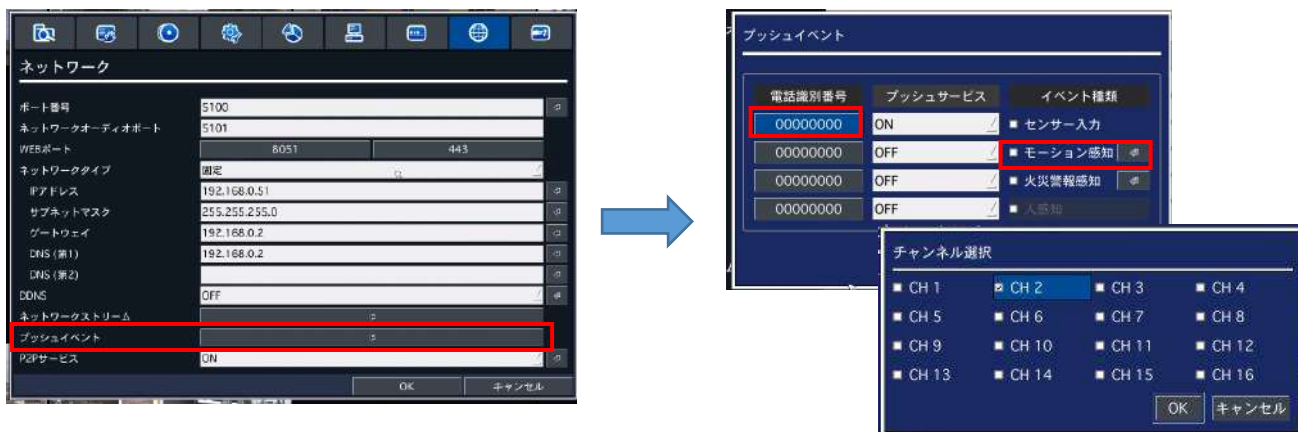 ネットワーク
ポート番号 5100
ネットワークオーディオポート 5101
WEBポート 8051 443
ネットワークタイプ 固定
IPアドレス 192.168.0.51
サブネットマスク 255.255.255.0
ゲートウェイ 192.168.0.2
DNS (第1) 192.168.0.2
DNS (第2)
DDNS OFF
ネットワークストリーム
プッシュイベント
P2Pサービス ON
OK キャンセル
プッシュイベント
電話識別番号 プッシュサービス イベント種類
00000000 ON センサー入力
00000000 OFF モーション感知
00000000 OFF 火災警報感知
00000000 OFF 人感知
チャンネル選択
CH 1 CH 2 CH 3 CH 4
CH 5 CH 6 CH 7 CH 8
CH 9 CH 10 CH 11 CH 12
CH 13 CH 14 CH 15 CH 16
OK キャンセル